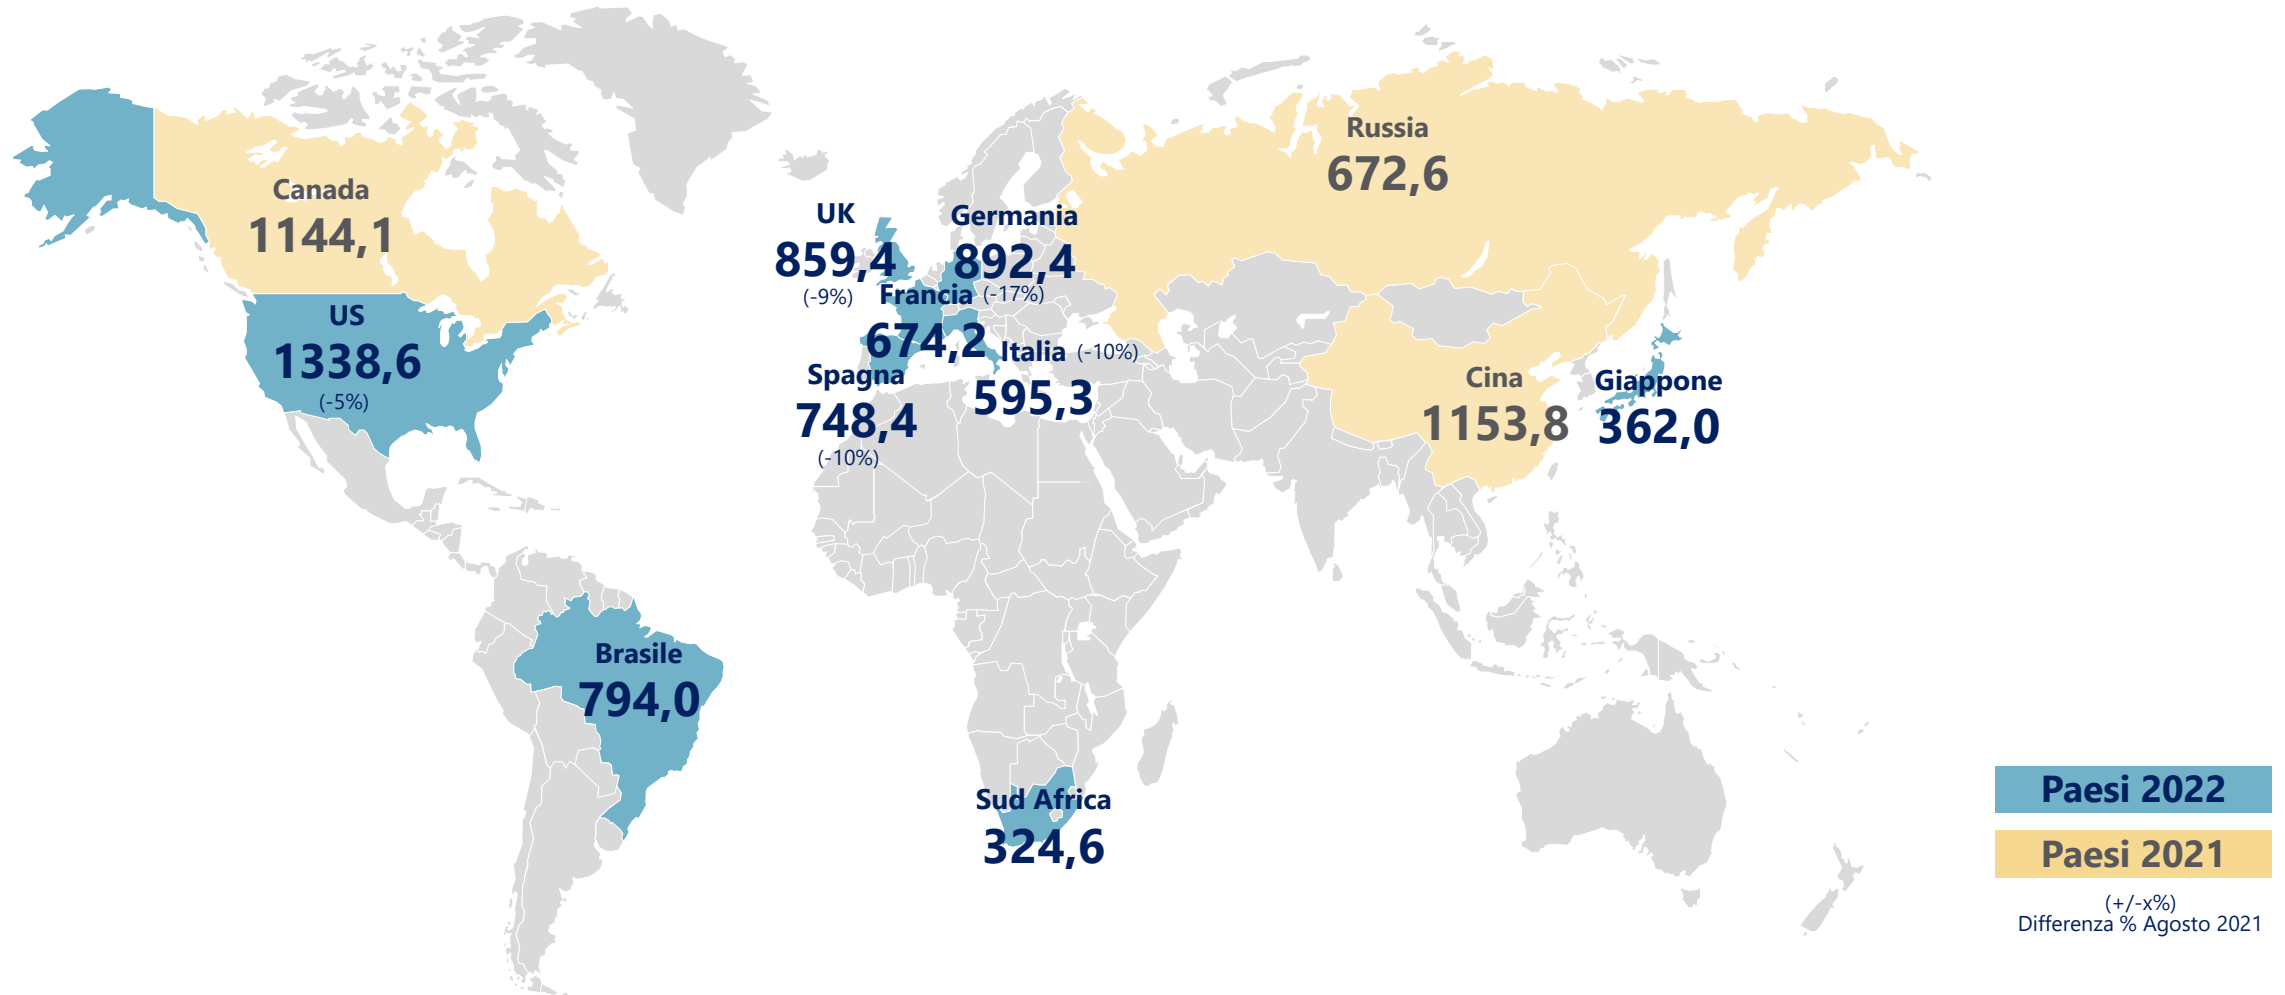 Canada
1144,1
US
1338,6
(-5%)
Brasile
794,0
UK
859,4
(-9%)
Germania
892,4
(-17%)
Francia
674,2
Italia (-10%)
595,3
Spagna
748,4
(-10%)
Sud Africa
324,6
Russia
672,6
Cina
1153,8
Giappone
362,0
Paesi 2022
Paesi 2021
(+/-x%)
Differenza % Agosto 2021